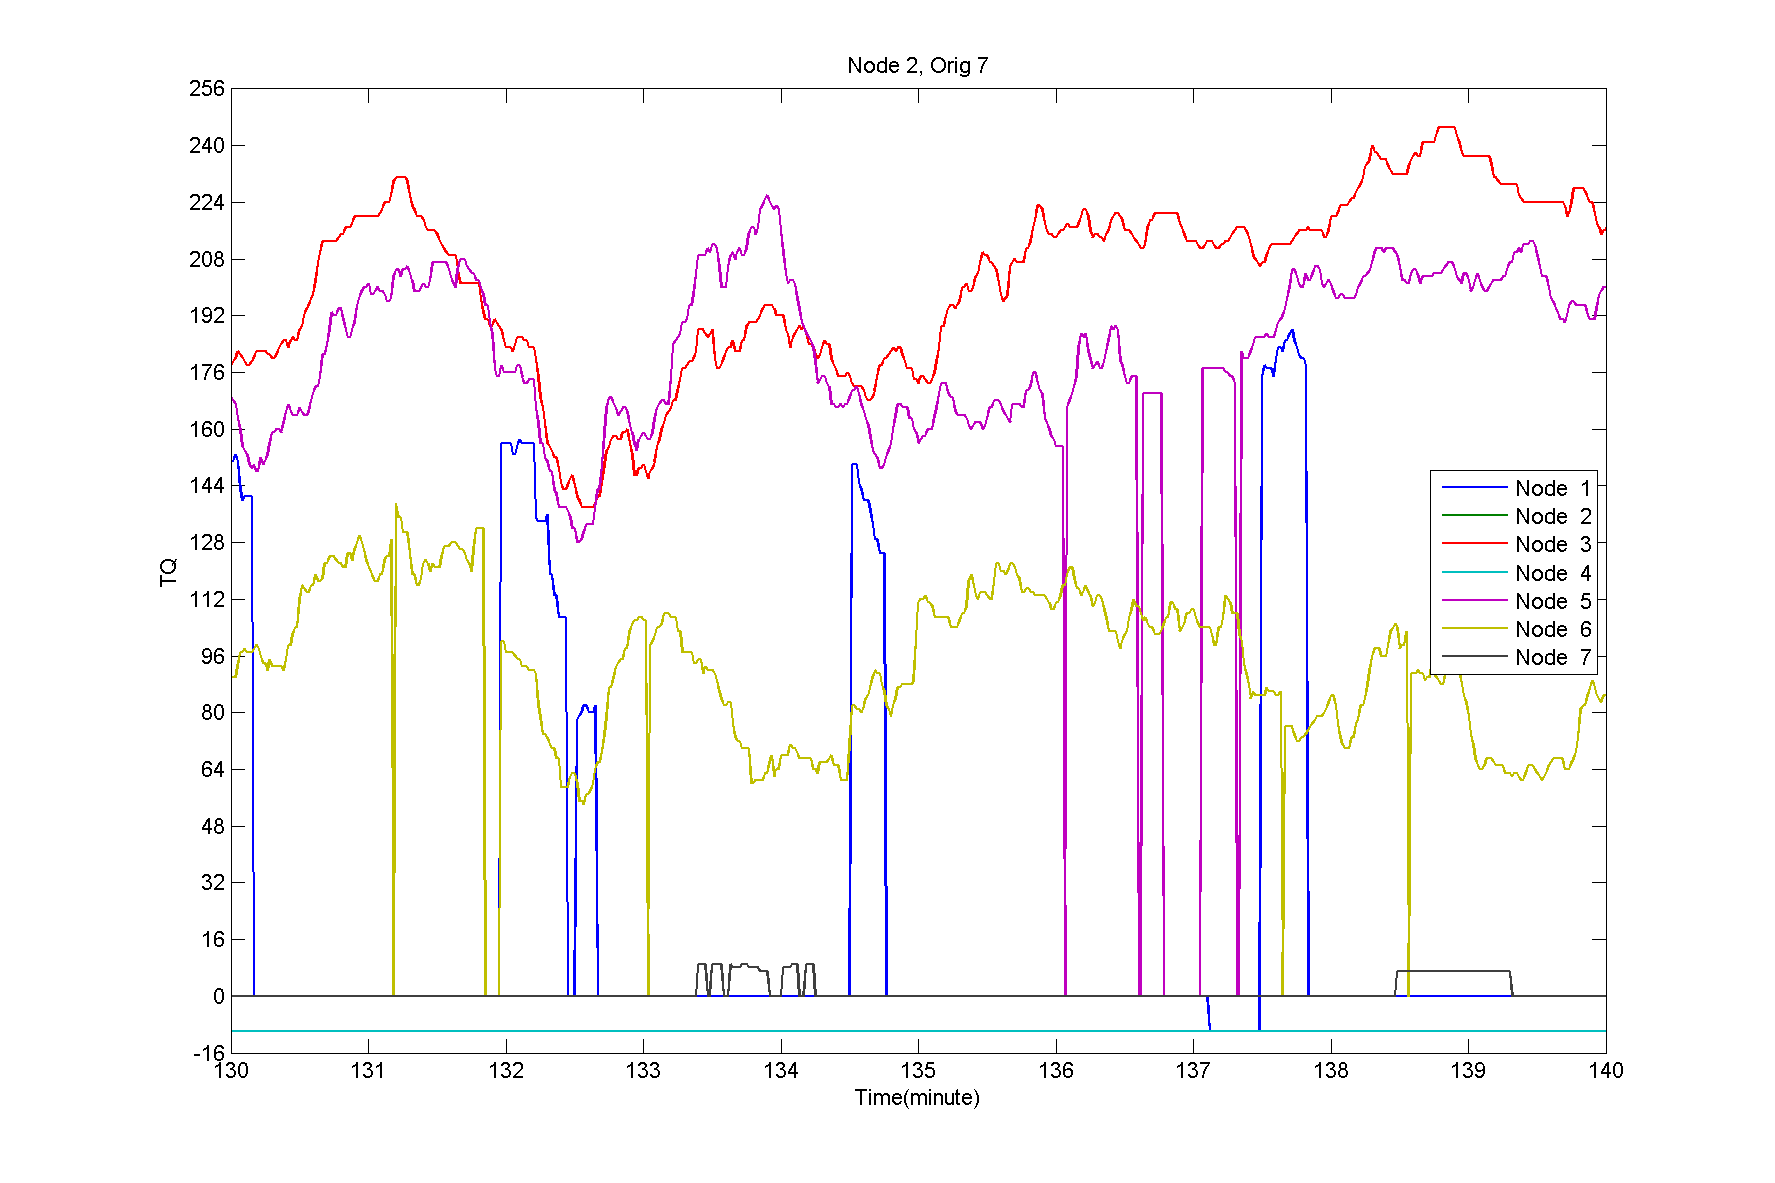 Node 2, Orig 7
256
240
224
208
192
176
160
144
128
112
96
80
64
48
32
16
0
-16
TQ
Node 1
Node 2
Node 3
Node 4
Node 5
Node 6
Node 7
130 131 132 133 134 135 136 137 138 139 140
Time(minute)